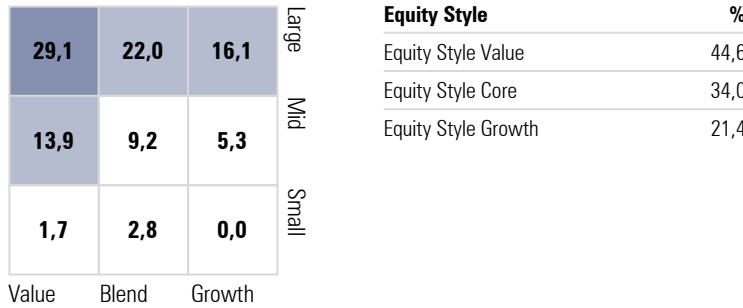 29,1 22,0 16,1 Large
13,9 9,2 5,3 Mid
1,7 2,8 0,0 Small
Value Blend Growth
Equity Style %
Equity Style Value 44,6
Equity Style Core 34,0
Equity Style Growth 21,4